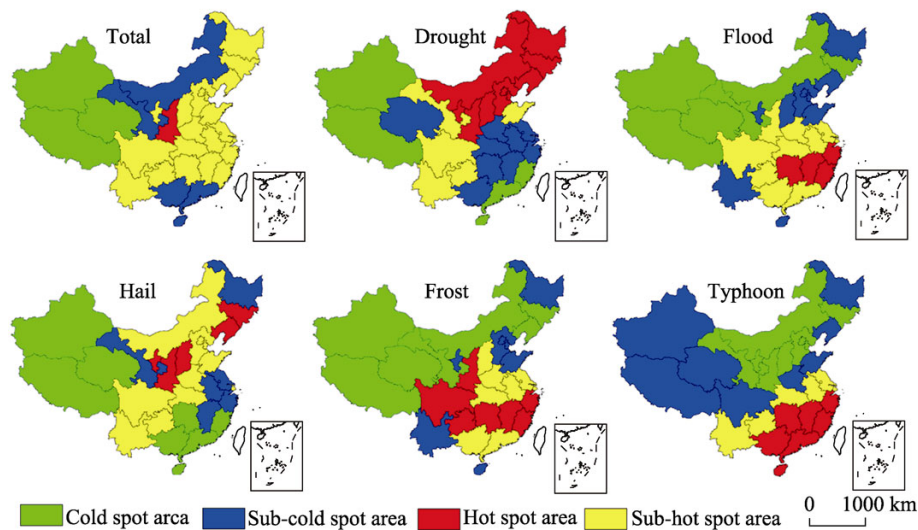 Total
Drought
Flood
Hail
Frost
Typhoon
Cold spot arca
Sub-cold spot area
Hot spot area
Sub-hot spot area
0 1000 km